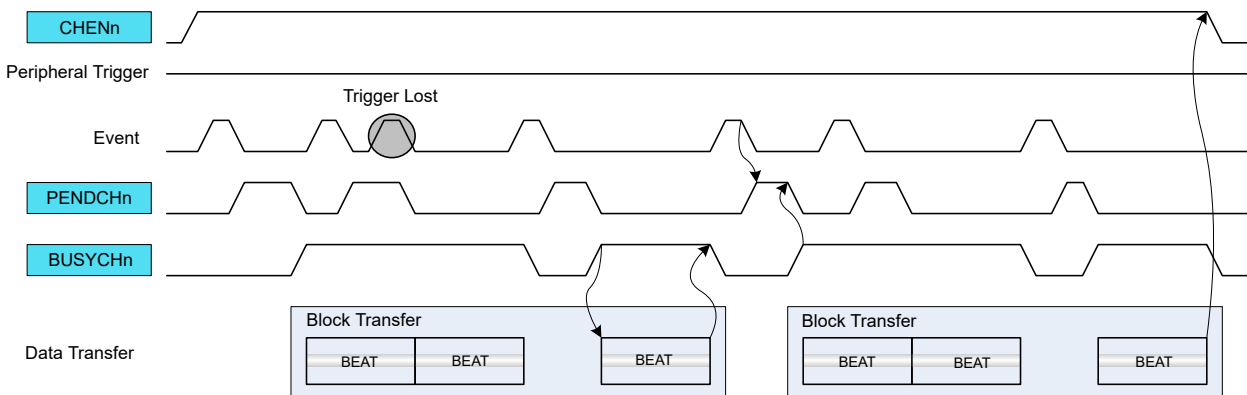 CHENn
Peripheral Trigger
Trigger Lost
Event
PENDCHn
BUSYCHn
Block Transfer
Block Transfer
Data Transfer
BEAT
BEAT
BEAT
BEAT
BEAT
BEAT